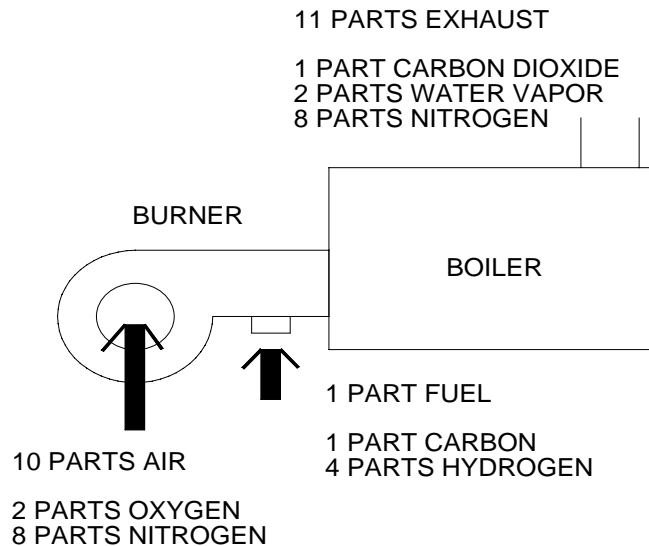 11 PARTS EXHAUST
1 PART CARBON DIOXIDE
2 PARTS WATER VAPOR
8 PARTS NITROGEN
BURNER
BOILER
1 PART FUEL
1 PART CARBON
4 PARTS HYDROGEN
10 PARTS AIR
2 PARTS OXYGEN
8 PARTS NITROGEN